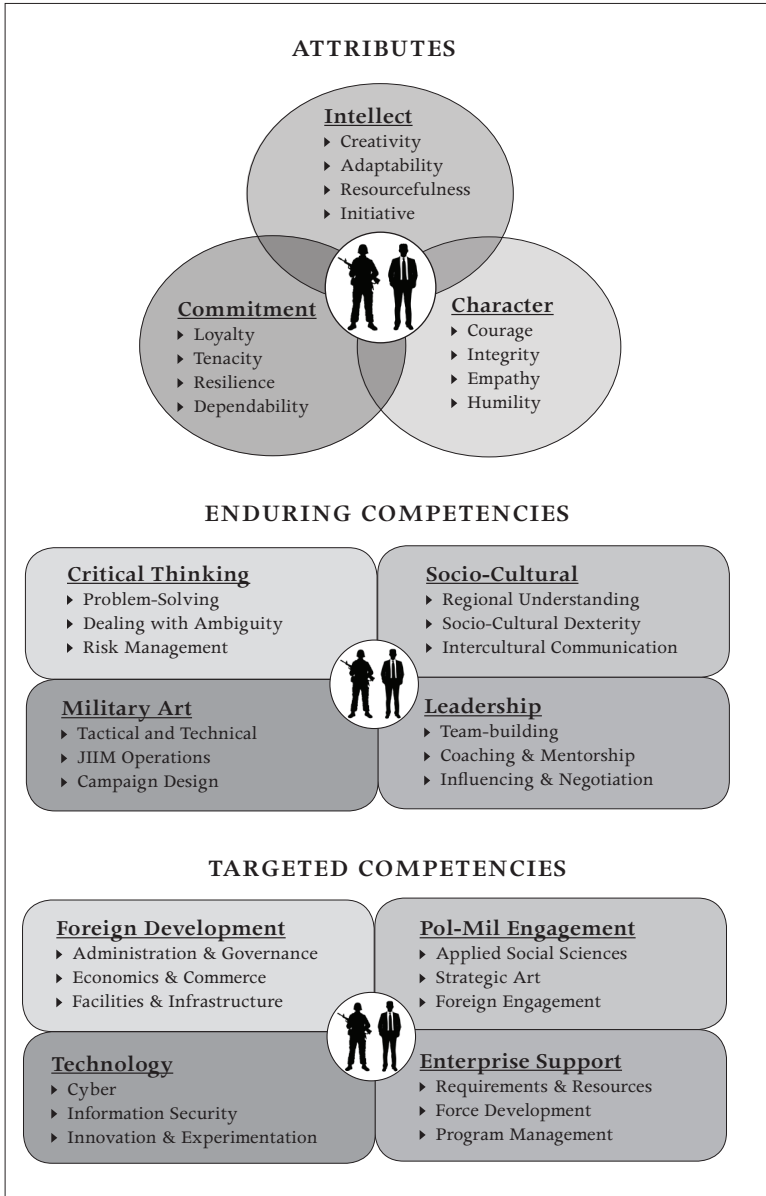 ATTRIBUTES
Intellect
▸ Creativity
▸ Adaptability
▸ Resourcefulness
▸ Initiative
Commitment
▸ Loyalty
▸ Tenacity
▸ Resilience
▸ Dependability
Character
▸ Courage
▸ Integrity
▸ Empathy
▸ Humility
ENDURING COMPETENCIES
Critical Thinking
▸ Problem-Solving
▸ Dealing with Ambiguity
▸ Risk Management
Socio-Cultural
▸ Regional Understanding
▸ Socio-Cultural Dexterity
▸ Intercultural Communication
Military Art
▸ Tactical and Technical
▸ JIIM Operations
▸ Campaign Design
Leadership
▸ Team-building
▸ Coaching & Mentorship
▸ Influencing & Negotiation
TARGETED COMPETENCIES
Foreign Development
▸ Administration & Governance
▸ Economics & Commerce
▸ Facilities & Infrastructure
Pol-Mil Engagement
▸ Applied Social Sciences
▸ Strategic Art
▸ Foreign Engagement
Technology
▸ Cyber
▸ Information Security
▸ Innovation & Experimentation
Enterprise Support
▸ Requirements & Resources
▸ Force Development
▸ Program Management